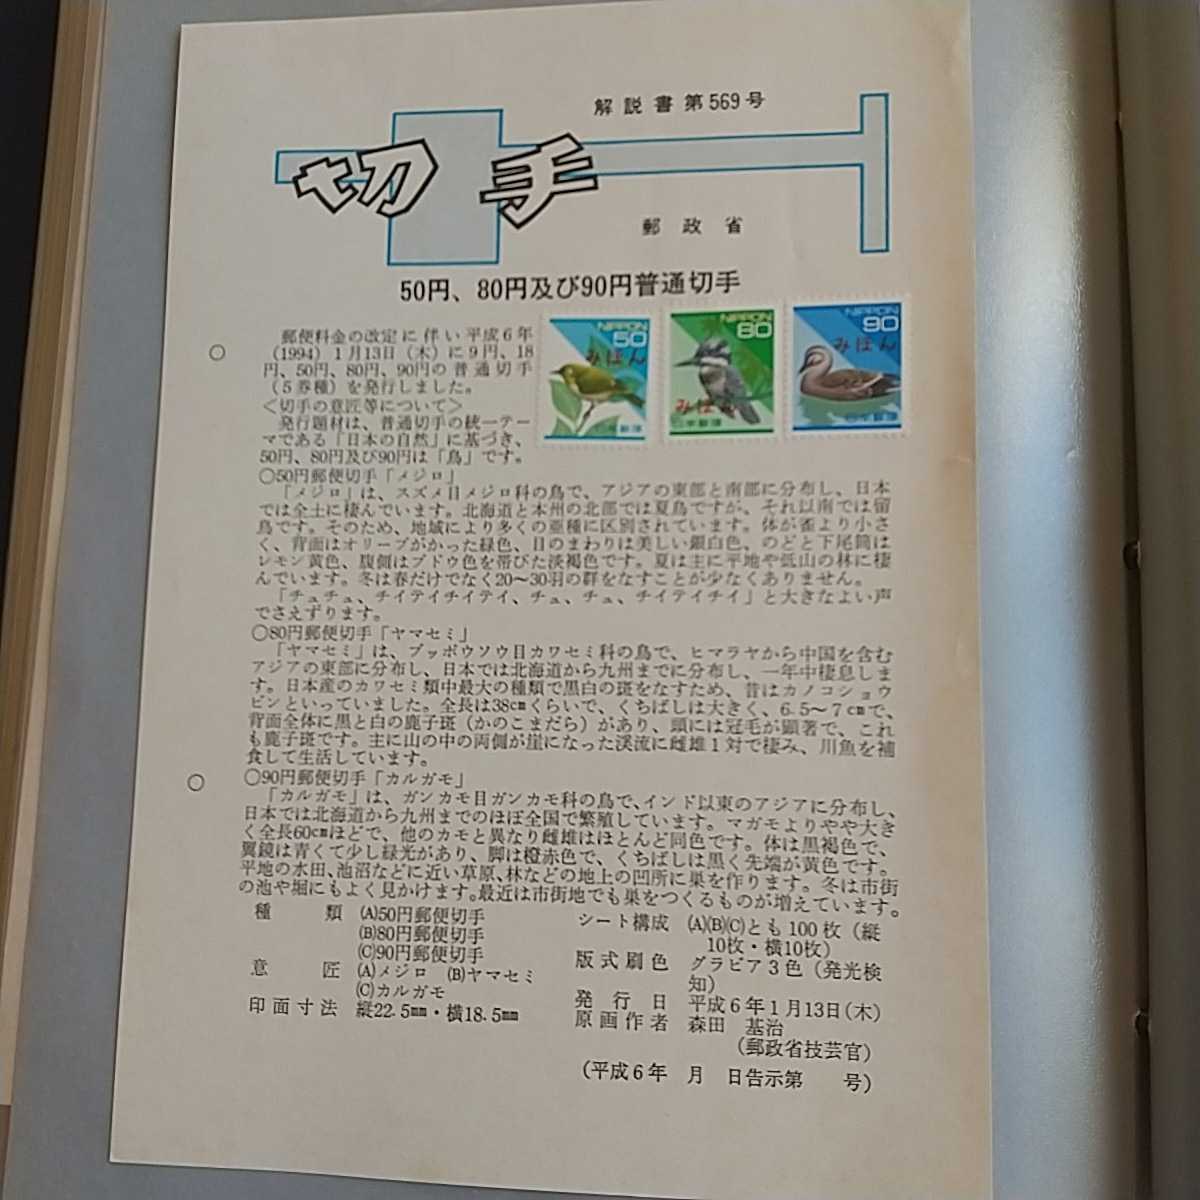 解説書第569号
切手
郵政省
50円、80円及び90円普通切手
NIPPON
50
みほん
日本郵便
NIPPON
80
みほん
日本郵便
NIPPON
90
みほん
日本郵便
郵便料金の改定に伴い平成6年
(1994)1月13日(木)に9円、18
円、50円、80円、90円の普通切手
(5券種)を発行しました。
<切手の意匠等について>
発行題材は、普通切手の統一テー
マである「日本の自然」に基づき、
50円、80円及び90円は「鳥」です。
○50円郵便切手「メジロ」
「メジロ」は、スズメ目メジロ科の鳥で、アジアの東部と南部に分布し、日本
では全土に棲んでいます。北海道と本州の北部では夏鳥ですが、それ以南では留
鳥です。そのため、地域により多くの亜種に区別されています。体が雀より小さ
く、背面はオリーブがかった緑色、目のまわりは美しい銀白色、のどと下尾筒は
レモン黄色、腹側はブドウ色を帯びた淡褐色です。夏は主に平地や低山の林に棲
んでいます。冬は春だけでなく20〜30羽の群をなすことが少なくありません。
「チュチュ、チイテイチイテイ、チュ、チュ、チイテイチイ」と大きなよい声
でさえずります。
○80円郵便切手「ヤマセミ」
「ヤマセミ」は、ブッポウソウ目カワセミ科の鳥で、ヒマラヤから中国を含む
アジアの東部に分布し、日本では北海道から九州までに分布し、一年中棲息しま
す。日本産のカワセミ類中最大の種類で黒白の斑をなすため、昔はカノコショウ
ビンといっていました。全長は38㎝くらいで、くちばしは大きく、6.5〜7㎝で、
背面全体に黒と白の鹿子斑(かのこまだら)があり、頭には冠毛が顕著で、これ
も鹿子斑です。主に山の中の両側が崖になった渓流に雌雄1対で棲み、川魚を補
食して生活しています。
○90円郵便切手「カルガモ」
「カルガモ」は、ガンカモ目ガンカモ科の鳥で、インド以東のアジアに分布し、
日本では北海道から九州までのほぼ全国で繁殖しています。マガモよりやや大き
く全長60㎝ほどで、他のカモと異なり雌雄はほとんど同色です。体は黒褐色で、
翼鏡は青くて少し緑光があり、脚は橙赤色で、くちばしは黒く先端が黄色です。
平地の水田、池沼などに近い草原、林などの地上の凹所に巣を作ります。冬は市街
の池や堀にもよく見かけます。最近は市街地でも巣をつくるものが増えています。
種類 (A)50円郵便切手
(B)80円郵便切手
(C)90円郵便切手
意匠 (A)メジロ (B)ヤマセミ
(C)カルガモ
印面寸法 縦22.5㎜・横18.5㎜
シート構成 (A)(B)(C)とも100枚(縦
10枚・横10枚)
版式刷色 グラビア3色(発光検
知)
発行日 平成6年1月13日(木)
原画作者 森田 基治
(郵政省技芸官)
(平成6年 月 日告示第 号)